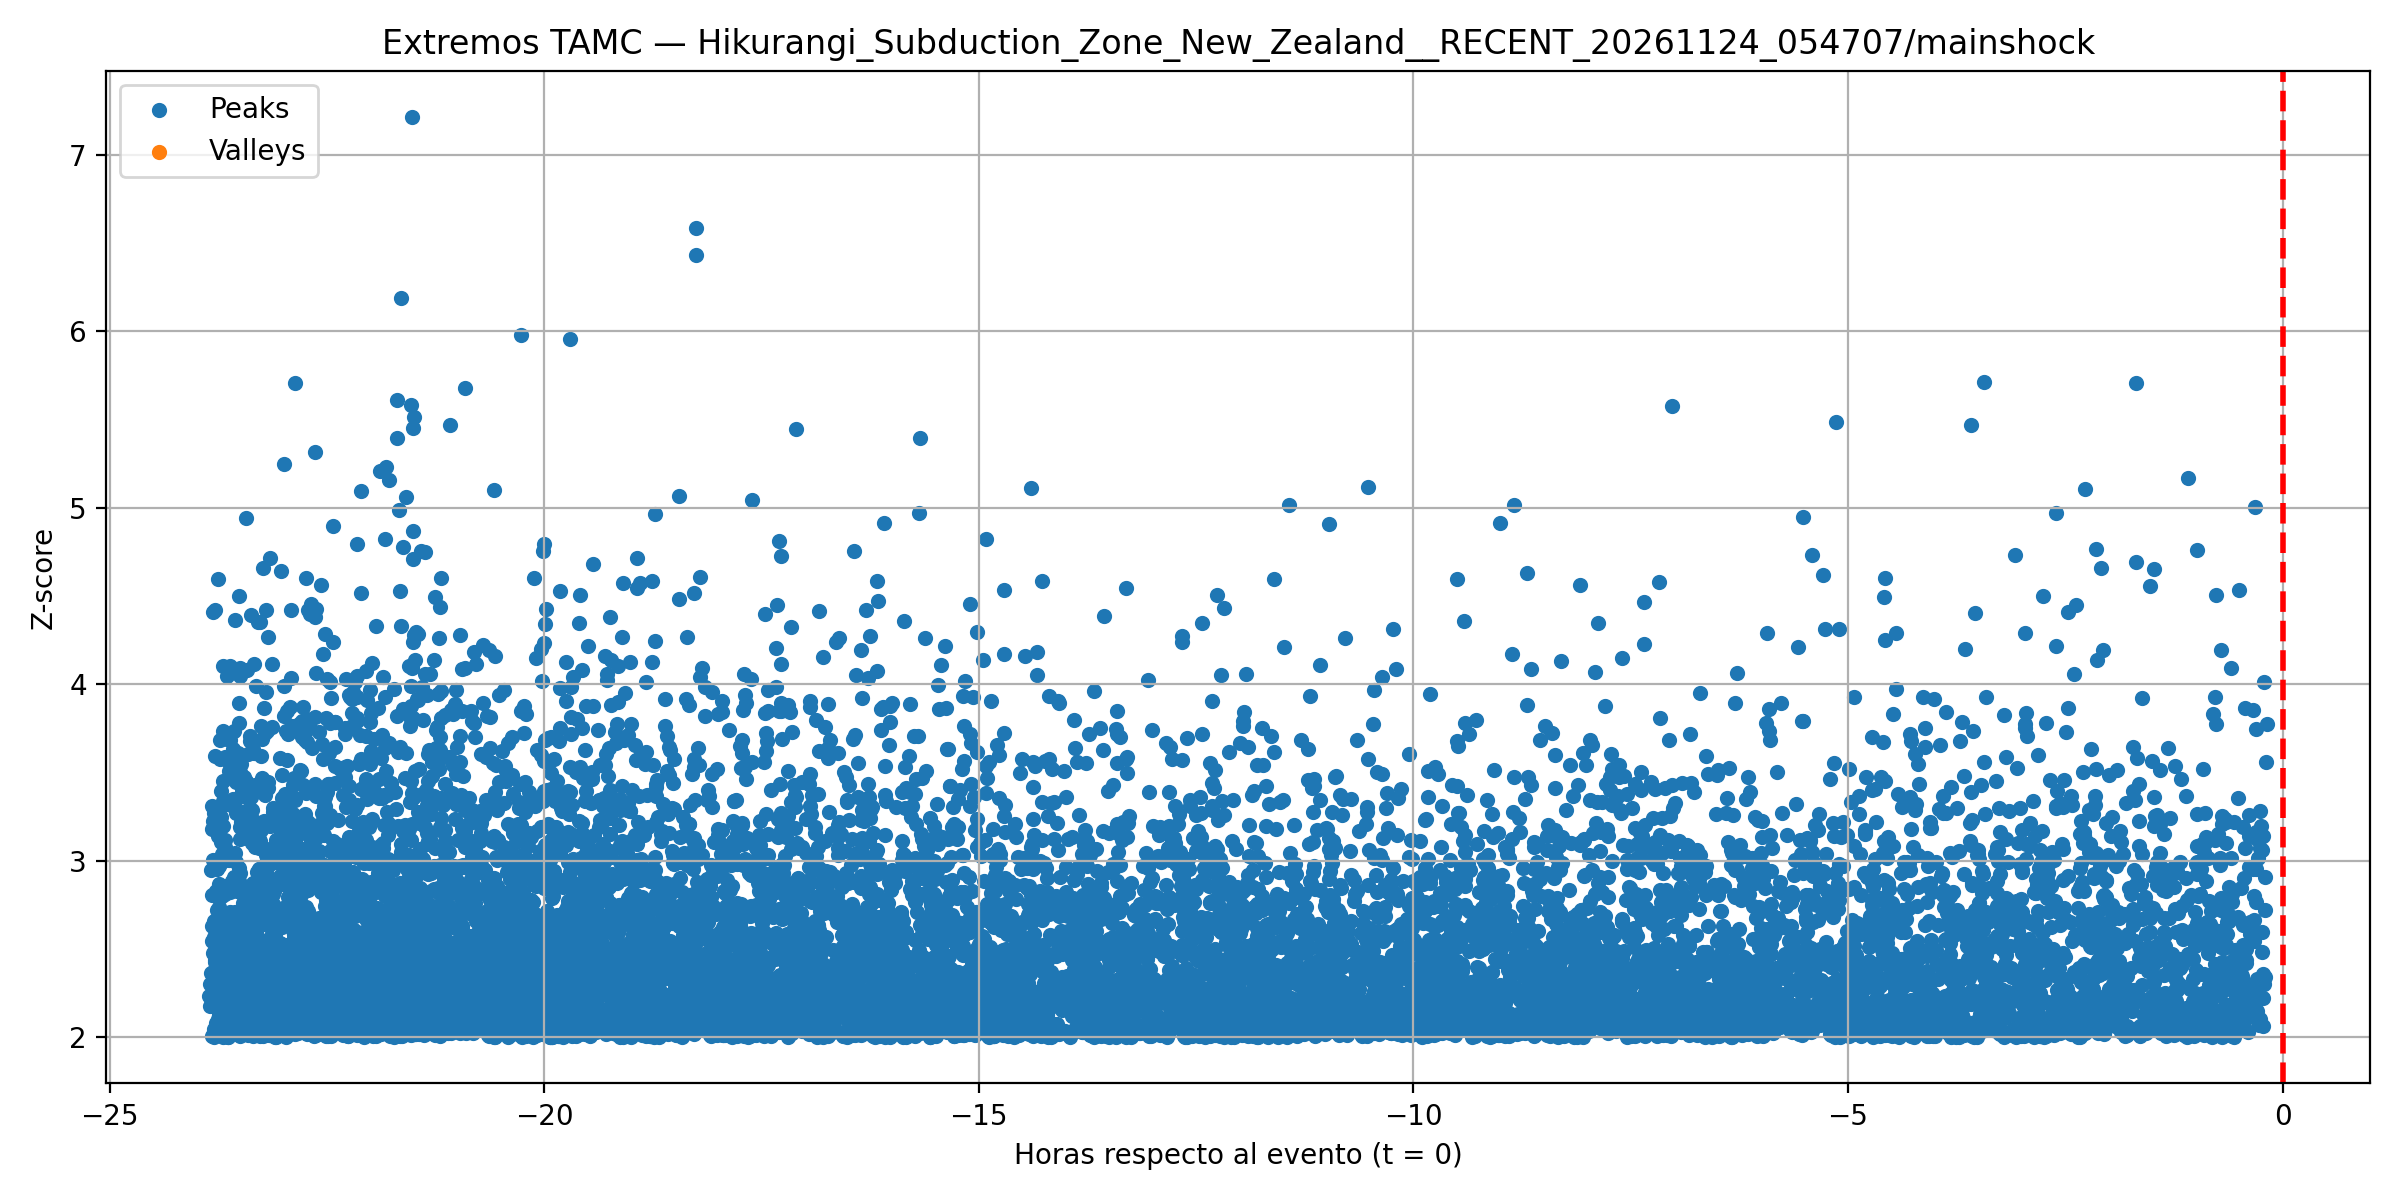 Extremos TAMC — Hikurangi_Subduction_Zone_New_Zealand__RECENT_20261124_054707/mainshock
Peaks
Valleys
Z-score
7
6
5
4
3
2
−25
−20
−15
−10
−5
0
Horas respecto al evento (t = 0)